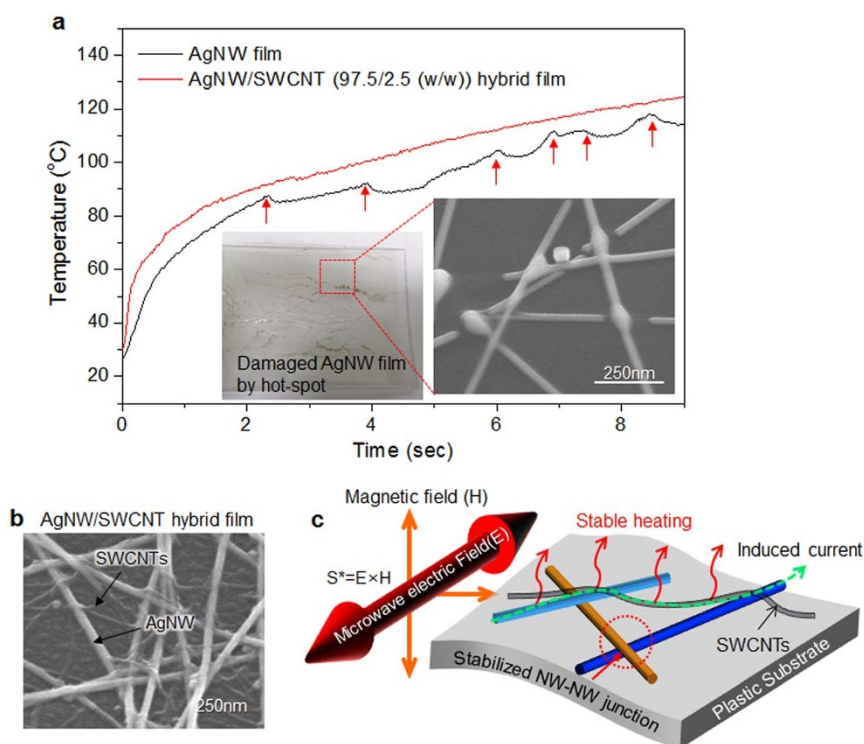 a
AgNW film
AgNW/SWCNT (97.5/2.5 (w/w)) hybrid film
Temperature (°C)
140
120
100
80
60
40
20
Damaged AgNW film
by hot-spot
250nm
0 2 4 6 8
Time (sec)
b
AgNW/SWCNT hybrid film
SWCNTs
AgNW
250nm
c
Magnetic field (H)
S*=E×H
Microwave electric Field(E)
Stable heating
Induced current
SWCNTs
Stabilized NW-NW
junction
Plastic Substrate